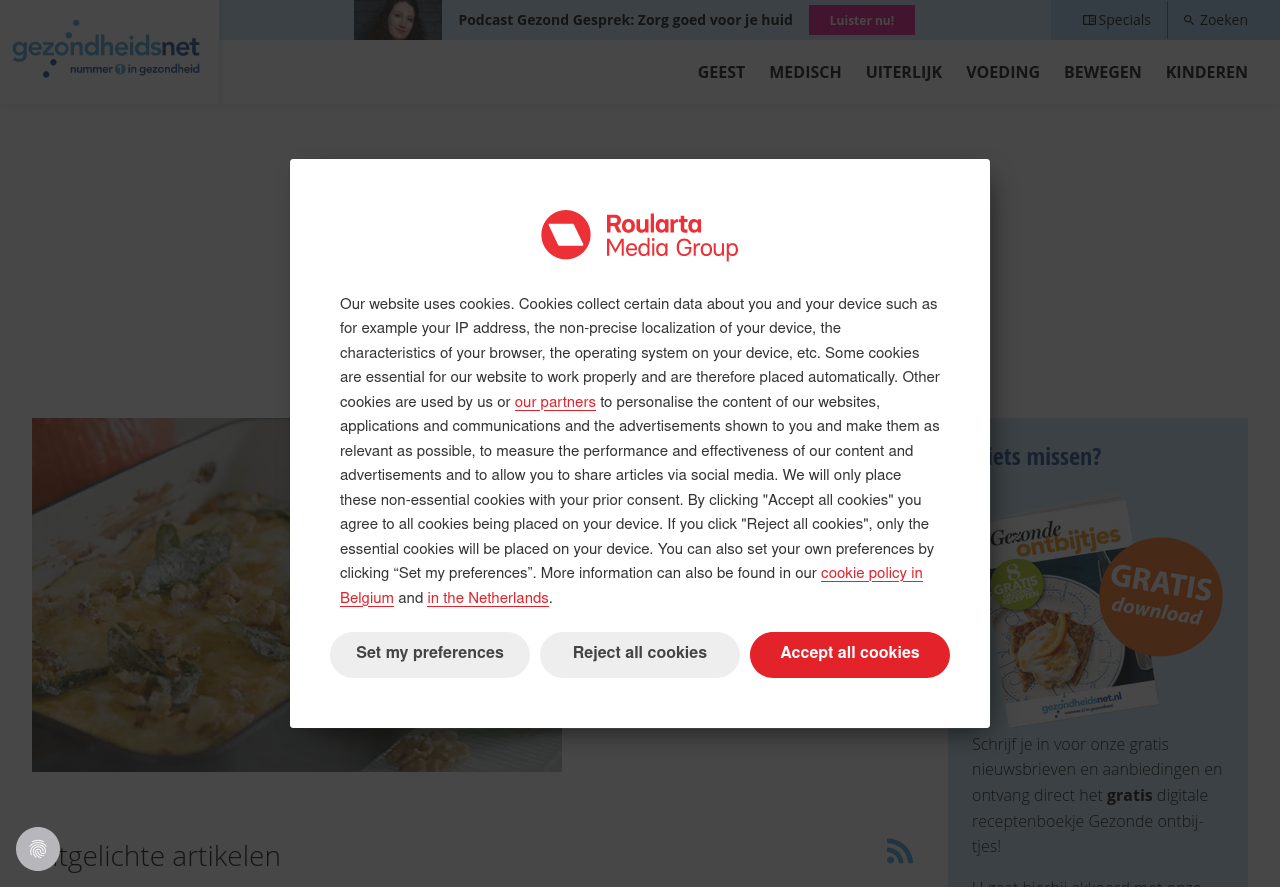 gezondheidsnet
nummer 1 in gezondheid
Podcast Gezond Gesprek: Zorg goed voor je huid
Luister nu!
Specials
Zoeken
GEEST MEDISCH UITERLIJK VOEDING BEWEGEN KINDEREN
Roularta
Media Group
Our website uses cookies. Cookies collect certain data about you and your device such as
for example your IP address, the non-precise localization of your device, the
characteristics of your browser, the operating system on your device, etc. Some cookies
are essential for our website to work properly and are therefore placed automatically. Other
cookies are used by us or our partners to personalise the content of our websites,
applications and communications and the advertisements shown to you and make them as
relevant as possible, to measure the performance and effectiveness of our content and
advertisements and to allow you to share articles via social media. We will only place
these non-essential cookies with your prior consent. By clicking "Accept all cookies" you
agree to all cookies being placed on your device. If you click "Reject all cookies", only the
essential cookies will be placed on your device. You can also set your own preferences by
clicking “Set my preferences”. More information can also be found in our cookie policy in
Belgium and in the Netherlands.
Set my preferences
Reject all cookies
Accept all cookies
iets missen?
Gezonde
ontbijtjes
8
GRATIS
GRATIS
download
gezondheidsnet.nl
Schrijf je in voor onze gratis
nieuwsbrieven en aanbiedingen en
ontvang direct het gratis digitale
receptenboekje Gezonde ontbij-
tjes!
tgelichte artikelen
U gaat hierbij akkoord met onze